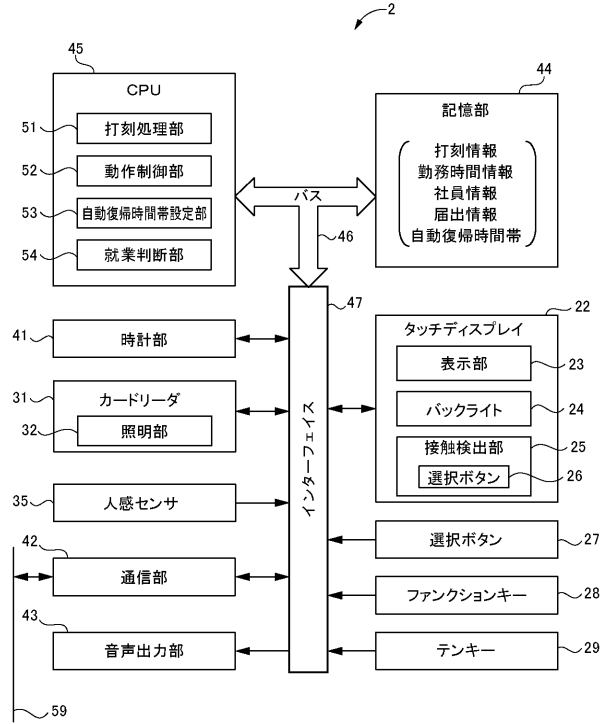 2
45
CPU
51
打刻処理部
52
動作制御部
53
自動復帰時間帯設定部
54
就業判断部
44
記憶部
打刻情報
勤務時間情報
社員情報
届出情報
自動復帰時間帯
バス
46
47
インターフェイス
41
時計部
31
カードリーダ
32
照明部
35
人感センサ
42
通信部
43
音声出力部
59
22
タッチディスプレイ
表示部
23
バックライト
24
接触検出部
25
選択ボタン
26
選択ボタン
27
ファンクションキー
28
テンキー
29